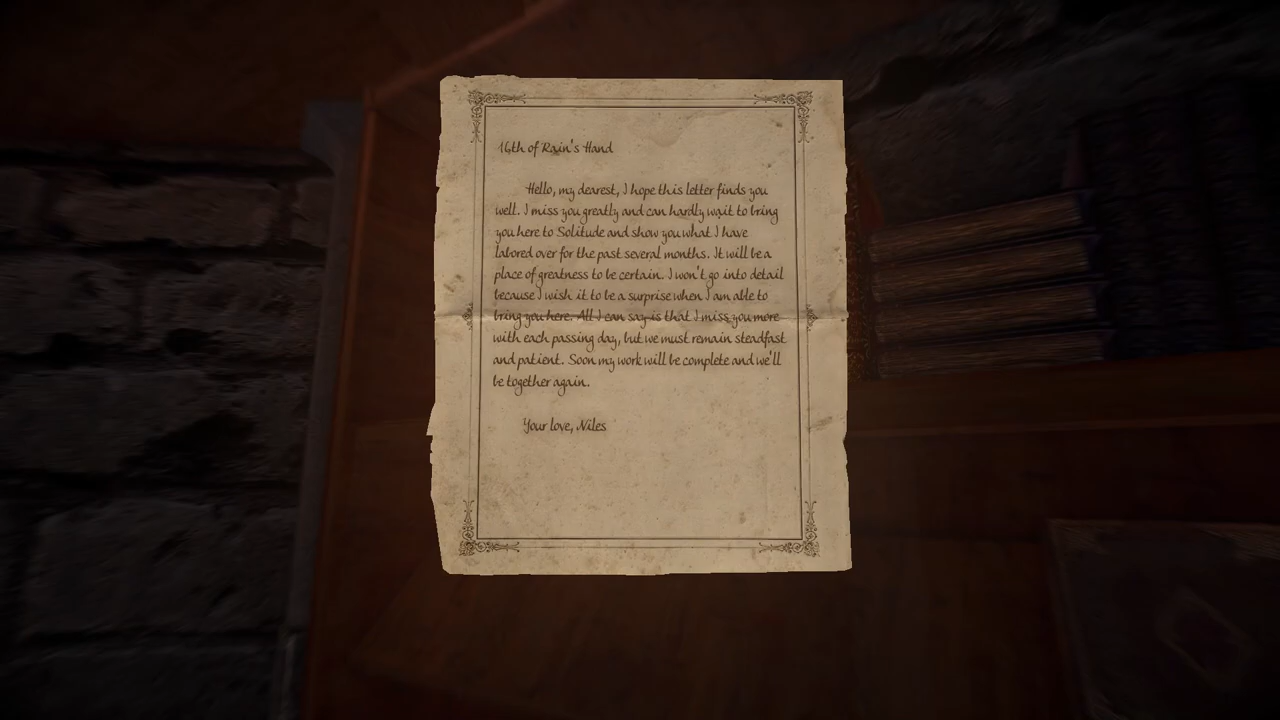 16th of Rain's Hand
Hello, my dearest, I hope this letter finds you
well. I miss you greatly and can hardly wait to bring
you here to Solitude and show you what I have
labored over for the past several months. It will be a
place of greatness to be certain. I won't go into detail
because I wish it to be a surprise when I am able to
bring you here. All I can say is that I miss you more
with each passing day, but we must remain steadfast
and patient. Soon my work will be complete and we'll
be together again.
Your love, Niles